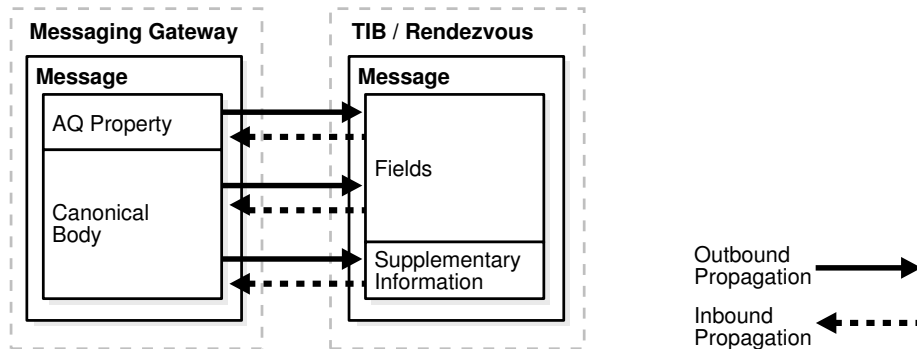 Messaging Gateway
TIB / Rendezvous
Message
Message
AQ Property
Canonical
Body
Fields
Supplementary
Information
Outbound
Propagation
Inbound
Propagation